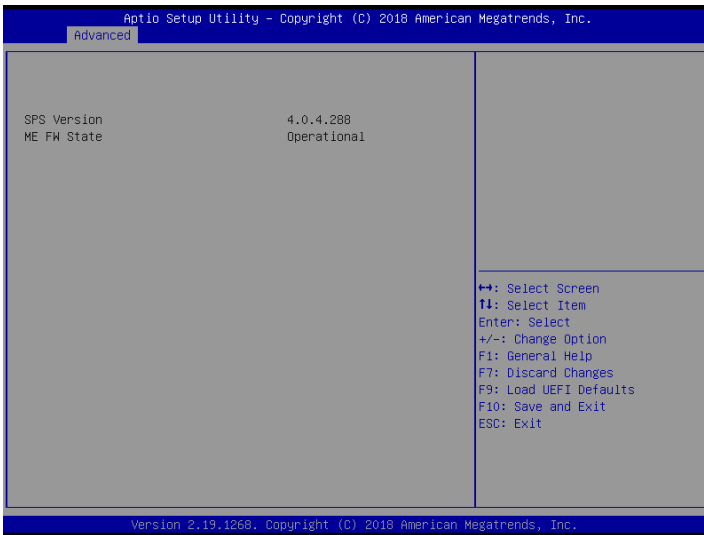 Aptio Setup Utility – Copyright (C) 2018 American Megatrends, Inc.
Advanced
SPS Version 4.0.4.288
ME FW State Operational
↔: Select Screen
↑↓: Select Item
Enter: Select
+/-: Change Option
F1: General Help
F7: Discard Changes
F9: Load UEFI Defaults
F10: Save and Exit
ESC: Exit
Version 2.19.1268. Copyright (C) 2018 American Megatrends, Inc.